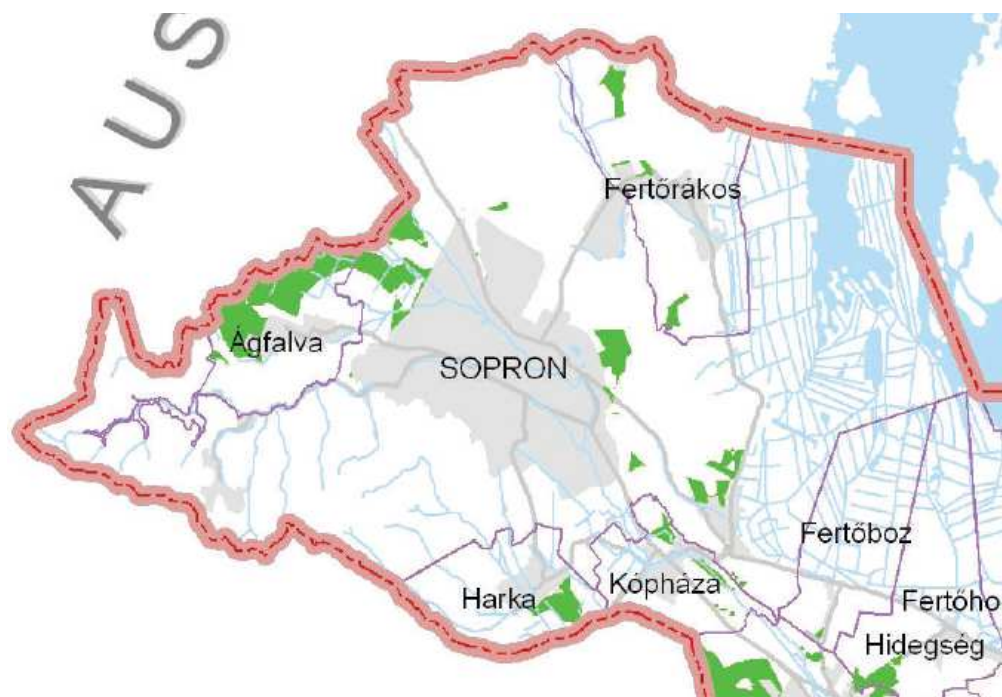 AUS
Fertőrákos
Ágfalva
SOPRON
Fertőboz
Harka
Kópháza
Fertőho
Hidegség